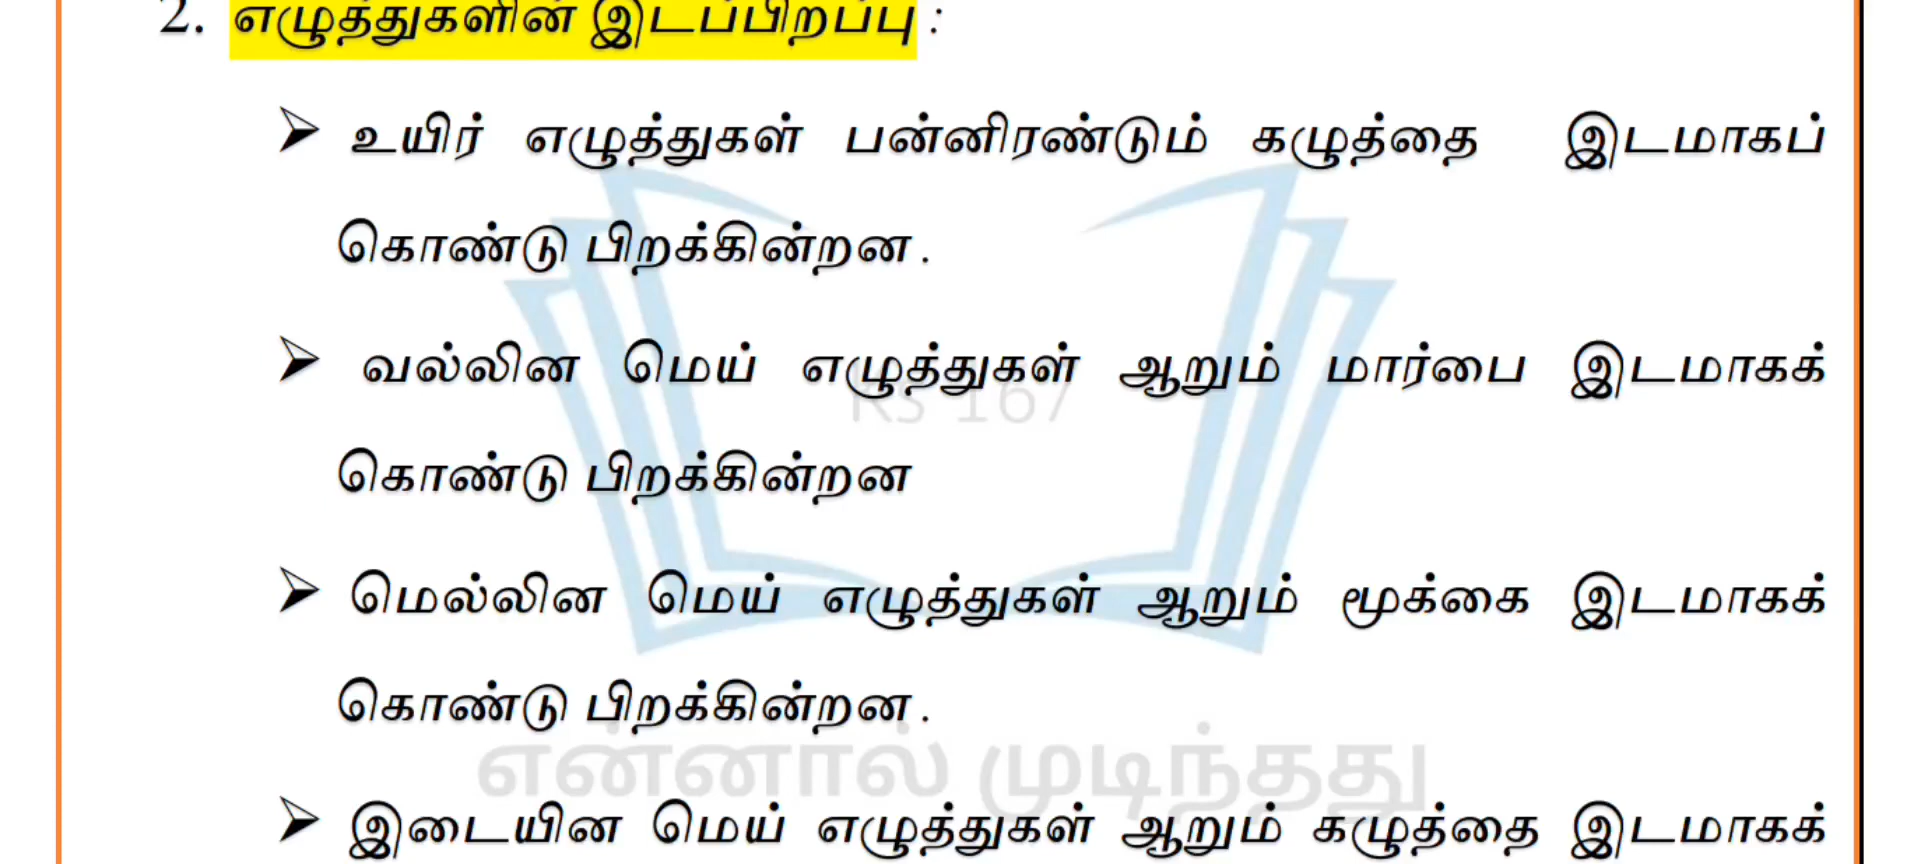 2. எழுத்துகளின் இடப்பிறப்பு :
➢ உயிர் எழுத்துகள் பன்னிரண்டும் கழுத்தை இடமாகப்
கொண்டு பிறக்கின்றன.
➢ வல்லின மெய் எழுத்துகள் ஆறும் மார்பை இடமாகக்
Ks 167
கொண்டு பிறக்கின்றன
➢ மெல்லின மெய் எழுத்துகள் ஆறும் மூக்கை இடமாகக்
கொண்டு பிறக்கின்றன.
என்னால் முடிந்தது
➢ இடையின மெய் எழுத்துகள் ஆறும் கழுத்தை இடமாகக்